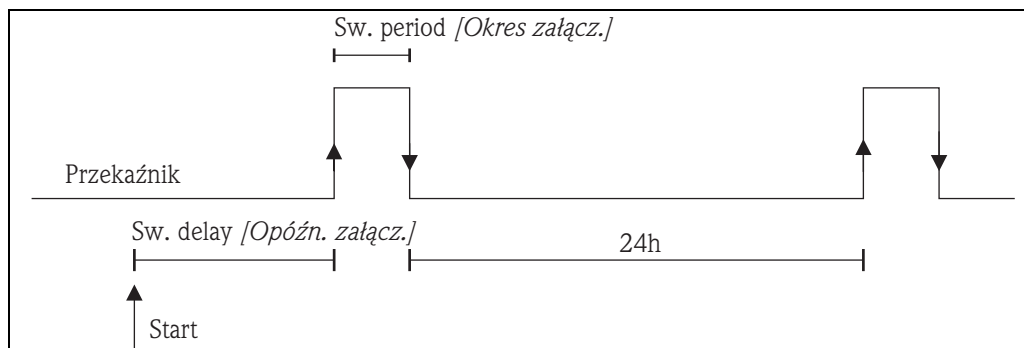 Sw. period [Okres załącz.]
Przekaźnik
Sw. delay [Opóźn. załącz.]
24h
Start